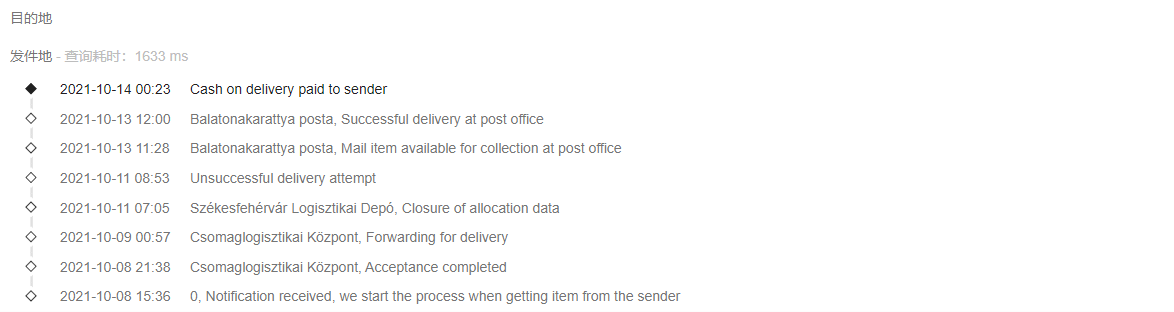 目的地
发件地 - 查询耗时：1633 ms
2021-10-14 00:23 Cash on delivery paid to sender
2021-10-13 12:00 Balatonakarattya posta, Successful delivery at post office
2021-10-13 11:28 Balatonakarattya posta, Mail item available for collection at post office
2021-10-11 08:53 Unsuccessful delivery attempt
2021-10-11 07:05 Székesfehérvár Logisztikai Depó, Closure of allocation data
2021-10-09 00:57 Csomaglogisztikai Központ, Forwarding for delivery
2021-10-08 21:38 Csomaglogisztikai Központ, Acceptance completed
2021-10-08 15:36 0, Notification received, we start the process when getting item from the sender